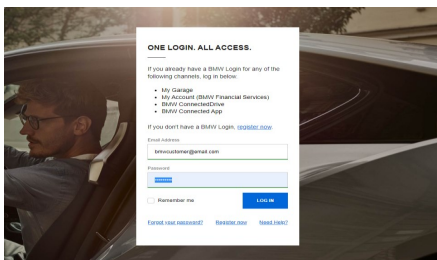 ONE LOGIN. ALL ACCESS.
If you already have a BMW Login for any of the
following channels, log in below.
• My Garage
• My Account (BMW Financial Services)
• BMW ConnectedDrive
• BMW Connected App
If you don't have a BMW Login, register now.
Email Address
bmwcustomer@email.com
Password
Remember me
LOG IN
Forgot your password? Register now Need Help?